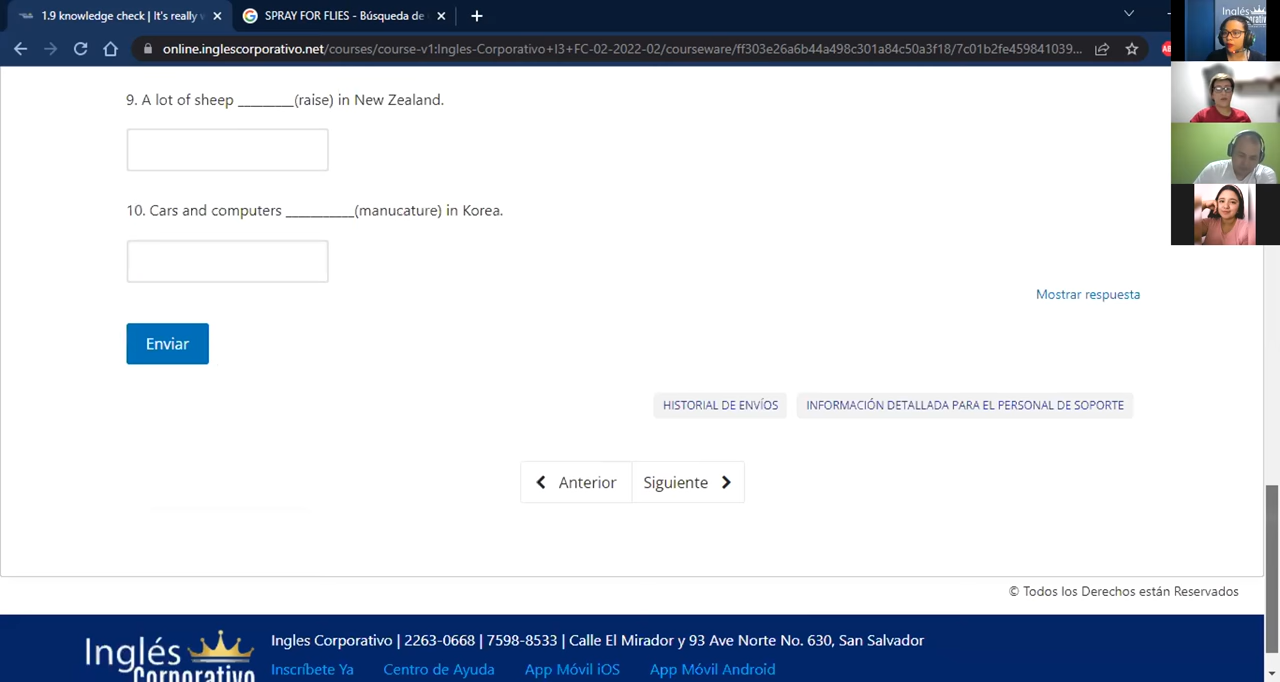 1.9 knowledge check | It's really
SPRAY FOR FLIES - Búsqueda de
online.inglescorporativo.net/courses/course-v1:Ingles-Corporativo+I3+FC-02-2022-02/courseware/ff303e26a6b44a498c301a84c50a3f18/7c01b2fe459841039...
Inglés
9. A lot of sheep ________(raise) in New Zealand.
10. Cars and computers __________(manucature) in Korea.
Mostrar respuesta
Enviar
HISTORIAL DE ENVÍOS
INFORMACIÓN DETALLADA PARA EL PERSONAL DE SOPORTE
Anterior
Siguiente
© Todos los Derechos están Reservados
Inglés Corporativo
Ingles Corporativo | 2263-0668 | 7598-8533 | Calle El Mirador y 93 Ave Norte No. 630, San Salvador
Inscríbete Ya
Centro de Ayuda
App Móvil iOS
App Móvil Android